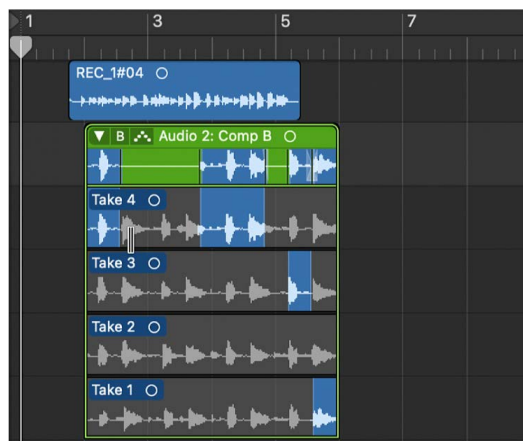 1 3 5 7
REC_1#04
B Audio 2: Comp B
Take 4
Take 3
Take 2
Take 1